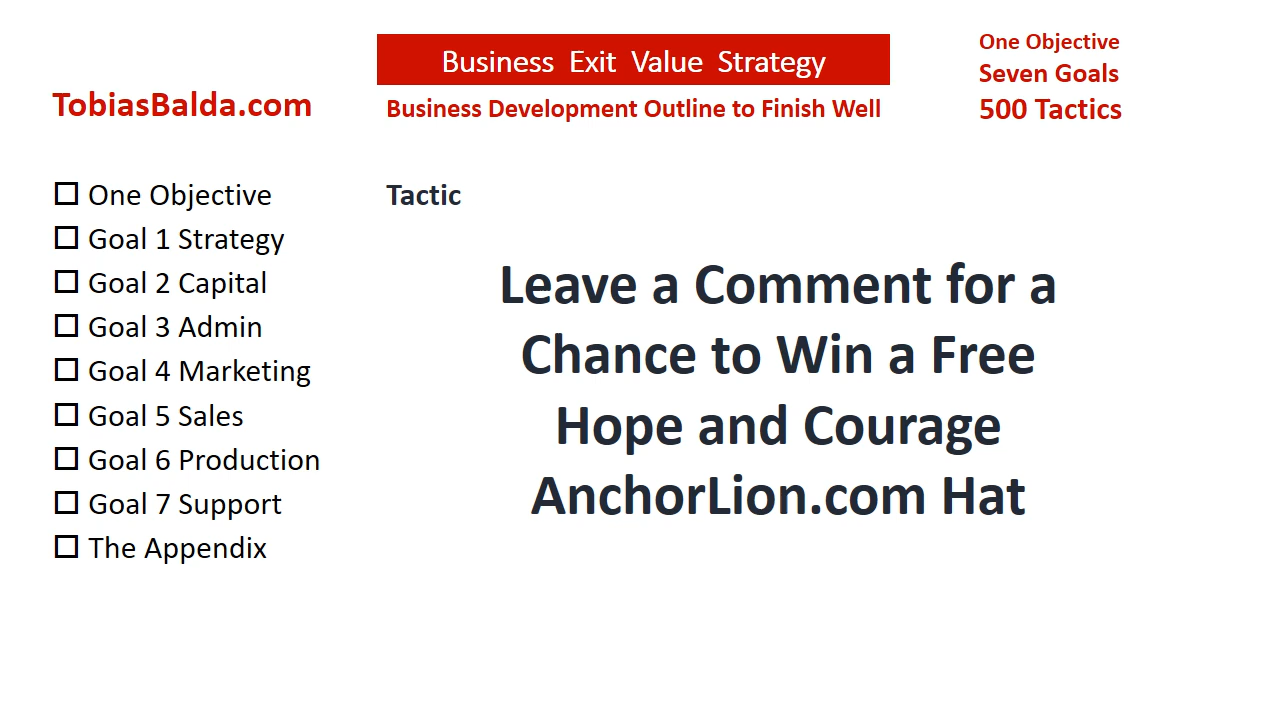 Business Exit Value Strategy
One Objective
Seven Goals
TobiasBalda.com
Business Development Outline to Finish Well
500 Tactics
One Objective
Goal 1 Strategy
Goal 2 Capital
Goal 3 Admin
Goal 4 Marketing
Goal 5 Sales
Goal 6 Production
Goal 7 Support
The Appendix
Tactic
Leave a Comment for a
Chance to Win a Free
Hope and Courage
AnchorLion.com Hat